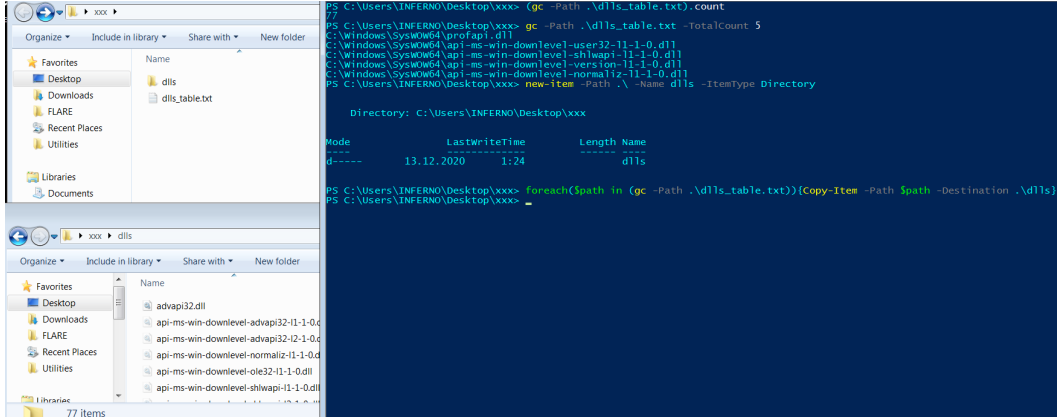 xxx
Organize
Include in library
Share with
New folder
Favorites
Desktop
Downloads
FLARE
Recent Places
Utilities
Libraries
Documents
Name
dlls
dlls_table.txt
xxx dlls
Organize
Include in library
Share with
New folder
Favorites
Desktop
Downloads
FLARE
Recent Places
Utilities
Libraries
Name
advapi32.dll
api-ms-win-downlevel-advapi32-l1-1-0.d
api-ms-win-downlevel-advapi32-l2-1-0.d
api-ms-win-downlevel-normaliz-l1-1-0.d
api-ms-win-downlevel-ole32-l1-1-0.dll
api-ms-win-downlevel-shlwapi-l1-1-0.dll
77 items
PS C:\Users\INFERNO\Desktop\xxx> (gc -Path .\dlls_table.txt).count
77
PS C:\Users\INFERNO\Desktop\xxx> gc -Path .\dlls_table.txt -TotalCount 5
C:\Windows\SysWOW64\profapi.dll
C:\Windows\SysWOW64\api-ms-win-downlevel-user32-l1-1-0.dll
C:\Windows\SysWOW64\api-ms-win-downlevel-shlwapi-l1-1-0.dll
C:\Windows\SysWOW64\api-ms-win-downlevel-version-l1-1-0.dll
C:\Windows\SysWOW64\api-ms-win-downlevel-normaliz-l1-1-0.dll
PS C:\Users\INFERNO\Desktop\xxx> new-item -Path .\ -Name dlls -ItemType Directory
Directory: C:\Users\INFERNO\Desktop\xxx
Mode LastWriteTime Length Name
---- ------------- ------ ----
d----- 13.12.2020 1:24 dlls
PS C:\Users\INFERNO\Desktop\xxx> foreach($path in (gc -Path .\dlls_table.txt)){Copy-Item -Path $path -Destination .\dlls}
PS C:\Users\INFERNO\Desktop\xxx> _